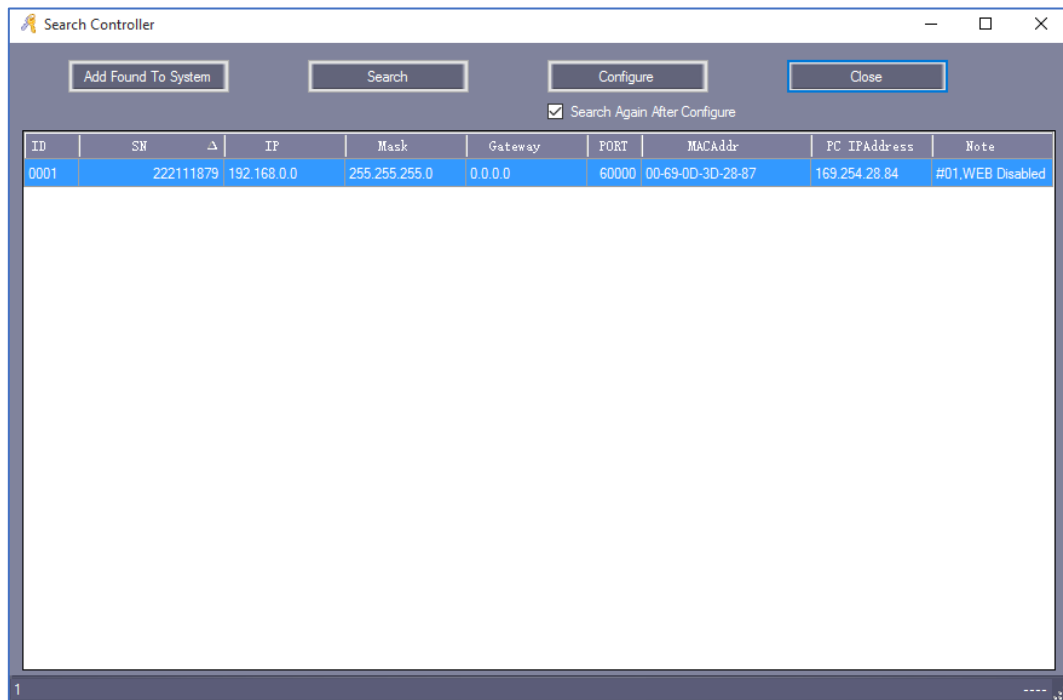 Search Controller
Add Found To System Search Configure Close
Search Again After Configure
ID SN Δ IP Mask Gateway PORT MACAddr PC IPAddress Note
0001 222111879 192.168.0.0 255.255.255.0 0.0.0.0 60000 00-69-0D-3D-28-87 169.254.28.84 #01,WEB Disabled
1 ----